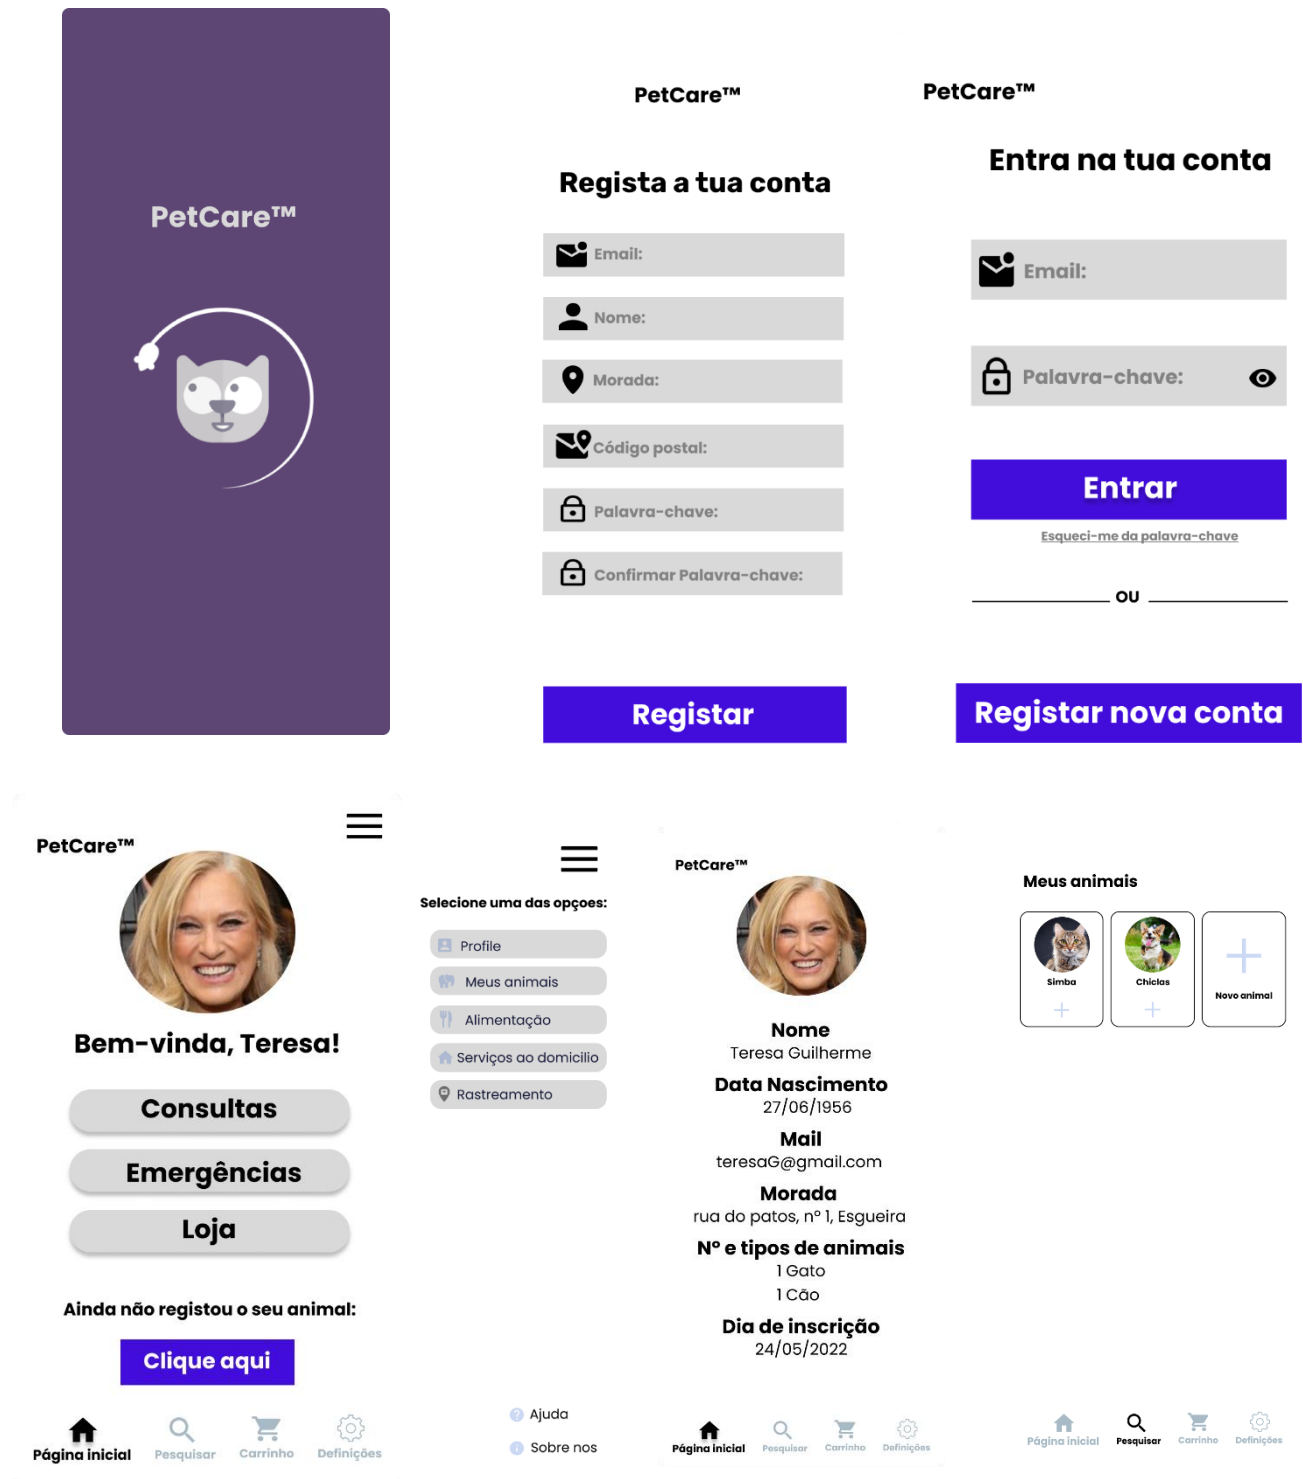 PetCare™
PetCare™
Regista a tua conta
Email:
Nome:
Morada:
Código postal:
Palavra-chave:
Confirmar Palavra-chave:
Registar
PetCare™
Entra na tua conta
Email:
Palavra-chave:
Entrar
Esqueci-me da palavra-chave
OU
Registar nova conta
PetCare™
Bem-vinda, Teresa!
Consultas
Emergências
Loja
Ainda não registou o seu animal:
Clique aqui
Página inicial
Pesquisar
Carrinho
Definições
Selecione uma das opçoes:
Profile
Meus animais
Alimentação
Serviços ao domicilio
Rastreamento
Ajuda
Sobre nos
PetCare™
Nome
Teresa Guilherme
Data Nascimento
27/06/1956
Mail
teresaG@gmail.com
Morada
rua do patos, nº 1, Esgueira
Nº e tipos de animais
1 Gato
1 Cão
Dia de inscrição
24/05/2022
Página inicial
Pesquisar
Carrinho
Definições
Meus animais
Simba
Chiclas
Novo animal
Página inicial
Pesquisar
Carrinho
Definições